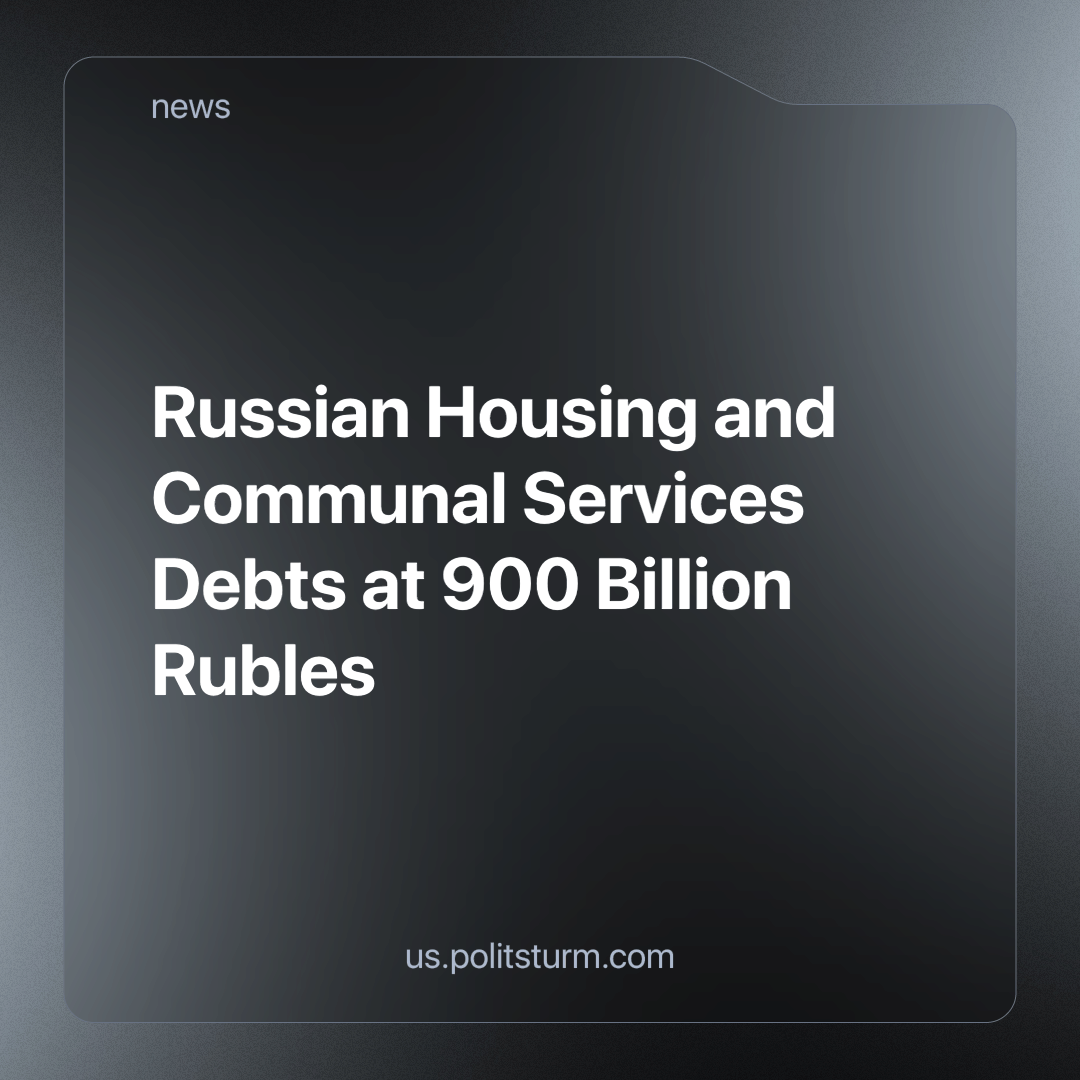 news
Russian Housing and
Communal Services
Debts at 900 Billion
Rubles
us.politsturm.com